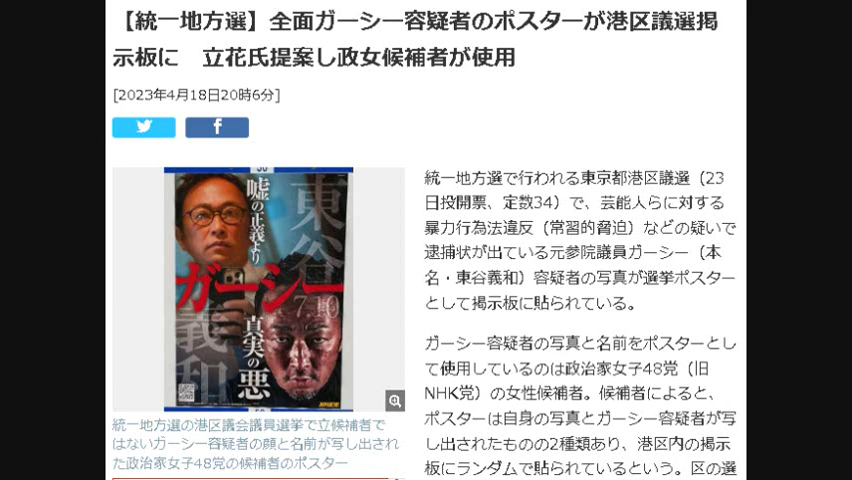 【統一地方選】全面ガーシー容疑者のポスターが港区議選掲
示板に　立花氏提案し政女候補者が使用
[2023年4月18日20時6分]
嘘の正義より
東谷
ガーシー
7 10
義和
真実の悪
統一地方選の港区議会議員選挙で立候補者で
はないガーシー容疑者の顔と名前が写し出され
た政治家女子48党の候補者のポスター
統一地方選で行われる東京都港区議選（23
日投開票、定数34）で、芸能人らに対する
暴力行為法違反（常習的脅迫）などの疑いで
逮捕状が出ている元参院議員ガーシー（本
名・東谷義和）容疑者の写真が選挙ポスター
として掲示板に貼られている。
ガーシー容疑者の写真と名前をポスターとし
て使用しているのは政治家女子48党（旧
NHK党）の女性候補者。候補者によると、
ポスターは自身の写真とガーシー容疑者が写
し出されたものの2種類あり、港区内の掲示
板にランダムで貼られているという。区の選